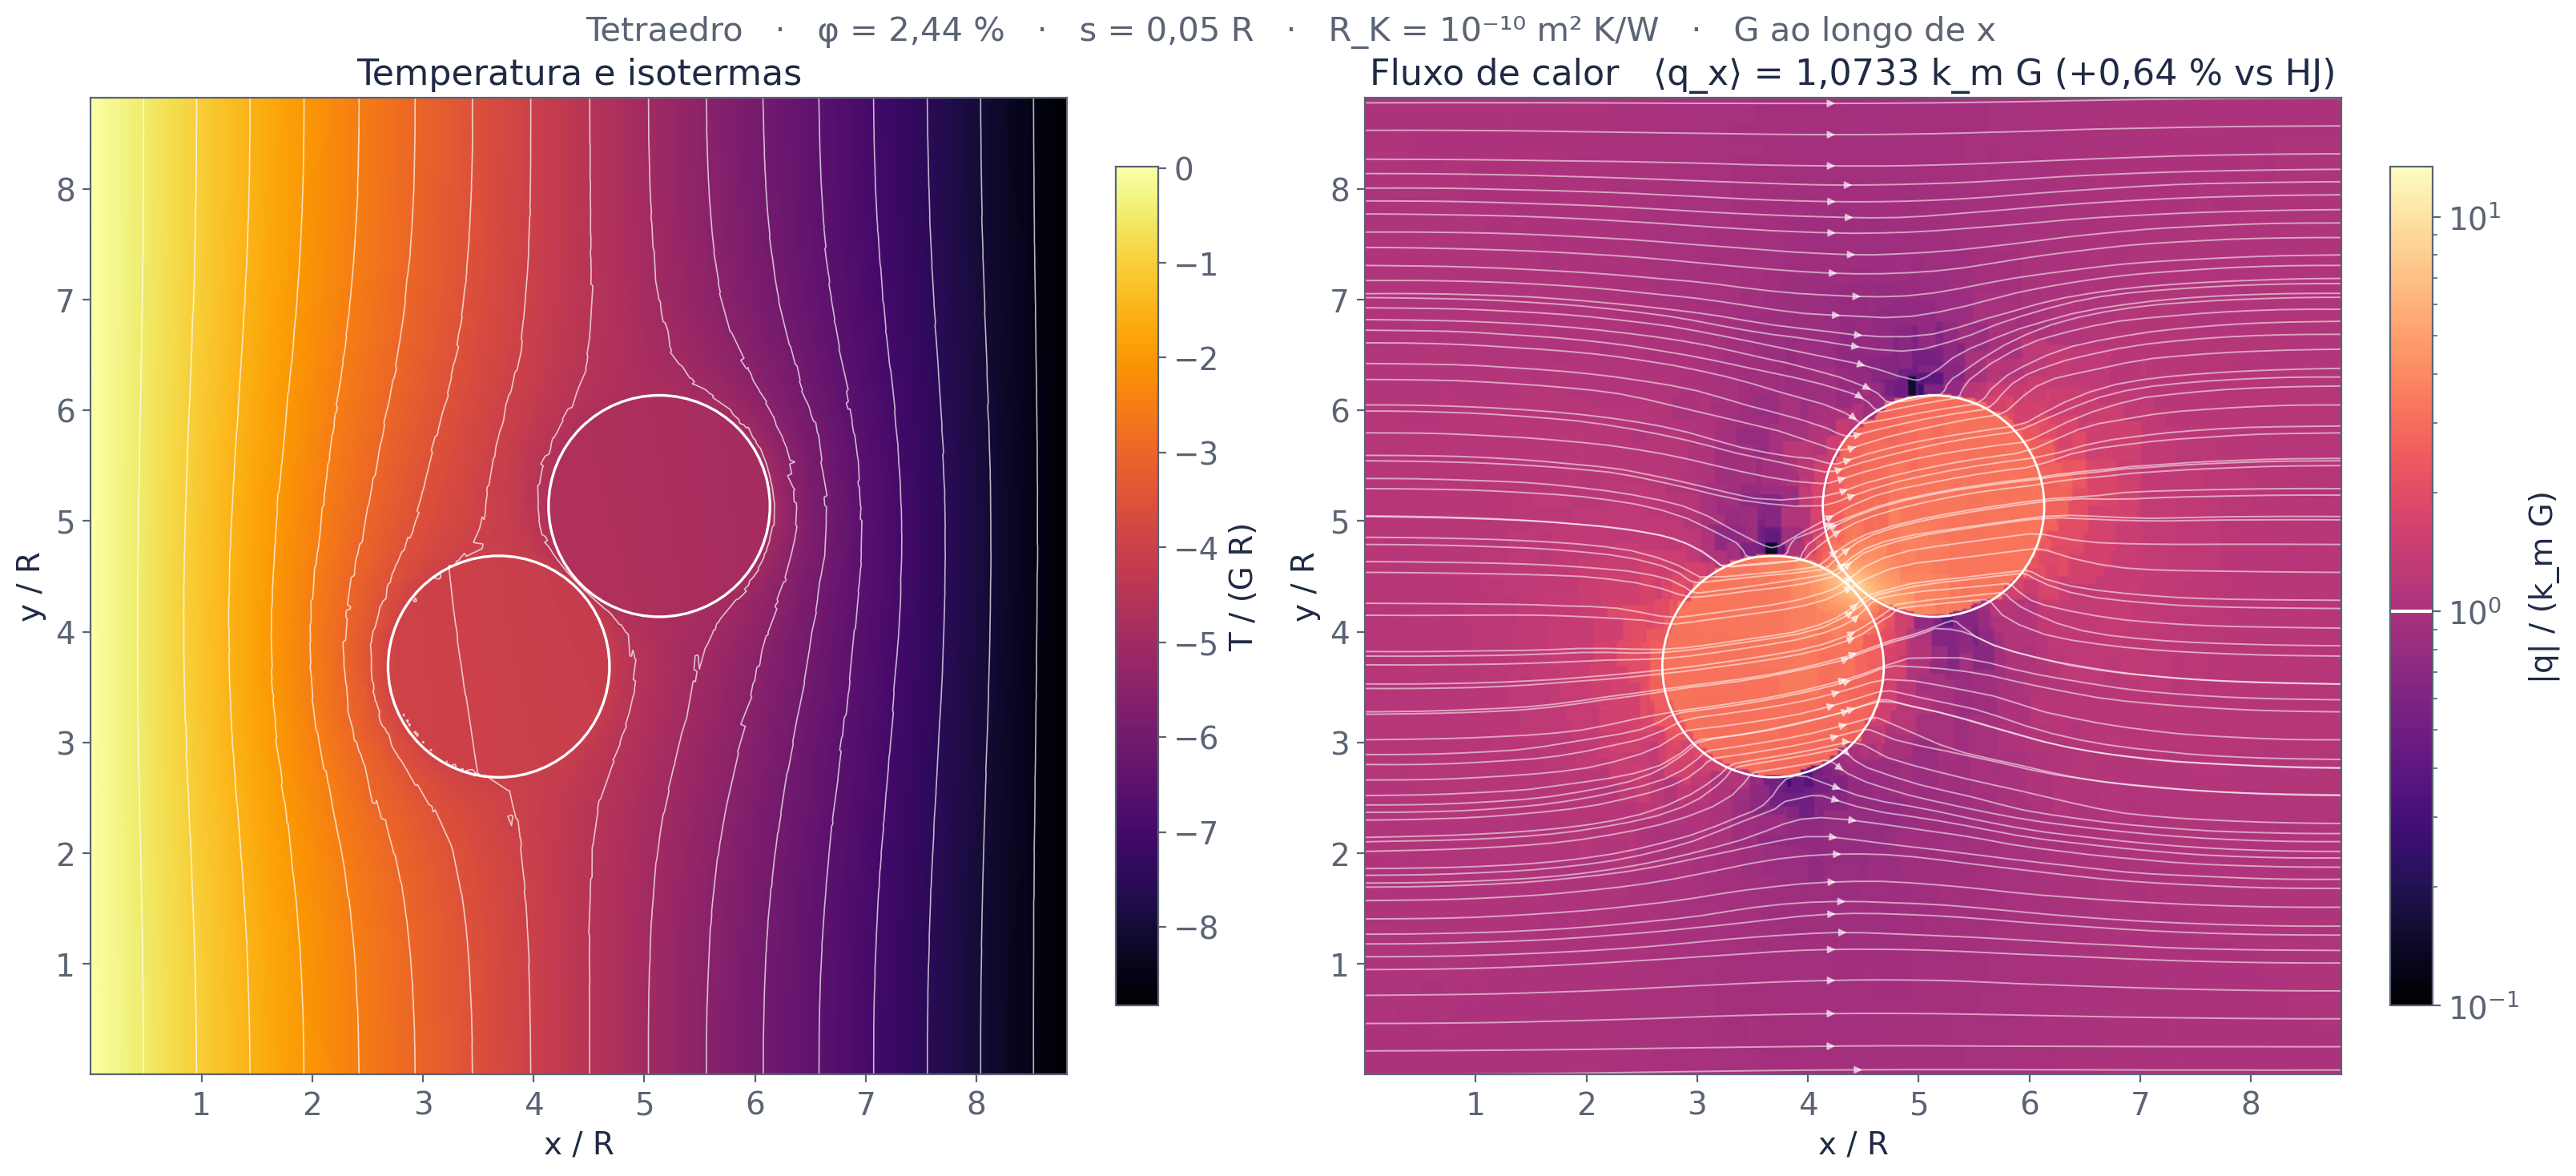 Tetraedro · φ = 2,44 % · s = 0,05 R · R_K = 10⁻¹⁰ m² K/W · G ao longo de x
Temperatura e isotermas
8
7
6
5
4
3
2
1
y / R
1 2 3 4 5 6 7 8
x / R
0
−1
−2
−3
−4
−5
−6
−7
−8
T / (G R)
Fluxo de calor ⟨q_x⟩ = 1,0733 k_m G (+0,64 % vs HJ)
8
7
6
5
4
3
2
1
y / R
1 2 3 4 5 6 7 8
x / R
10¹
10⁰
10⁻¹
|q| / (k_m G)